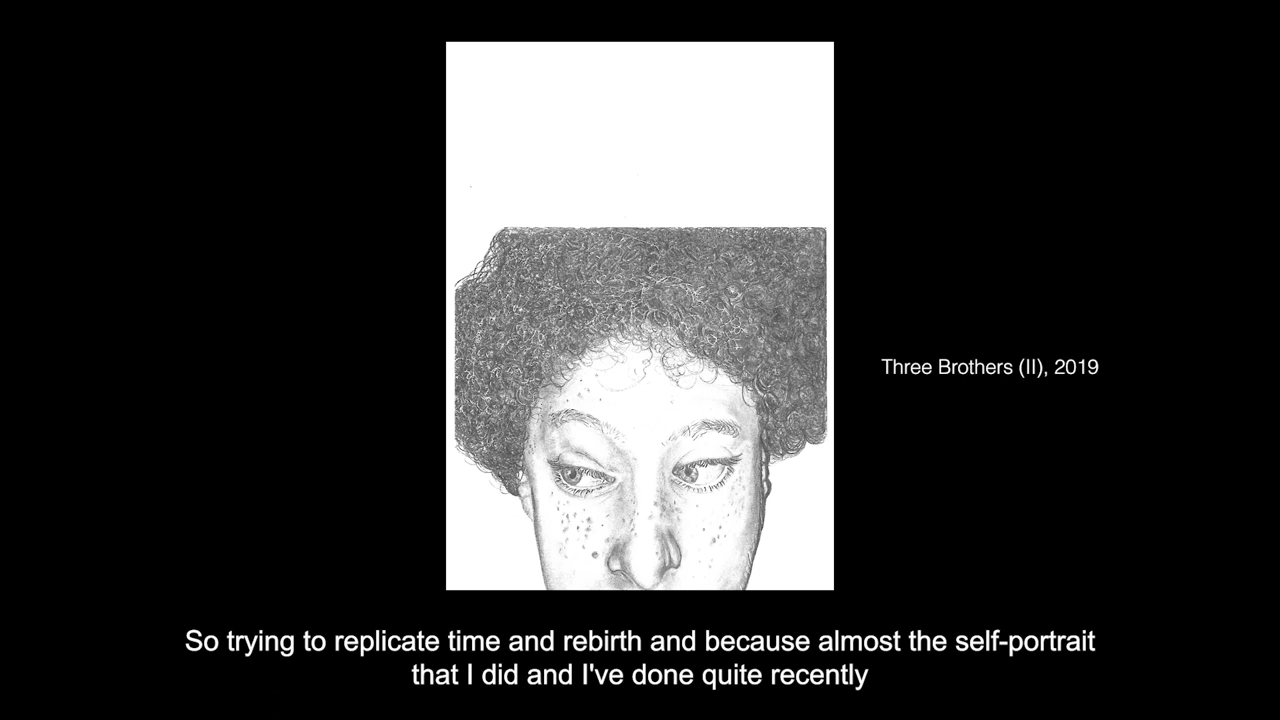 Three Brothers (II), 2019
So trying to replicate time and rebirth and because almost the self-portrait
that I did and I've done quite recently